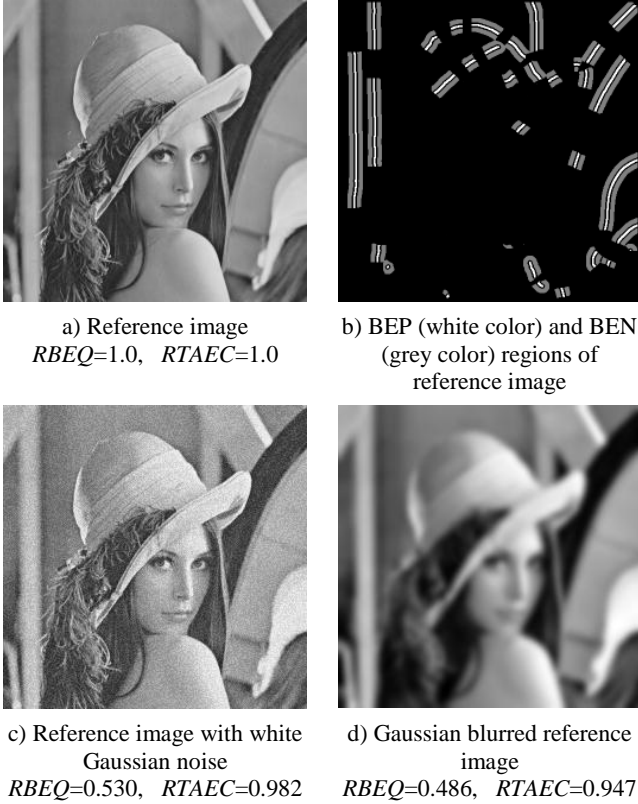 a) Reference image
RBEQ=1.0, RTAEC=1.0
b) BEP (white color) and BEN
(grey color) regions of
reference image
c) Reference image with white
Gaussian noise
RBEQ=0.530, RTAEC=0.982
d) Gaussian blurred reference
image
RBEQ=0.486, RTAEC=0.947